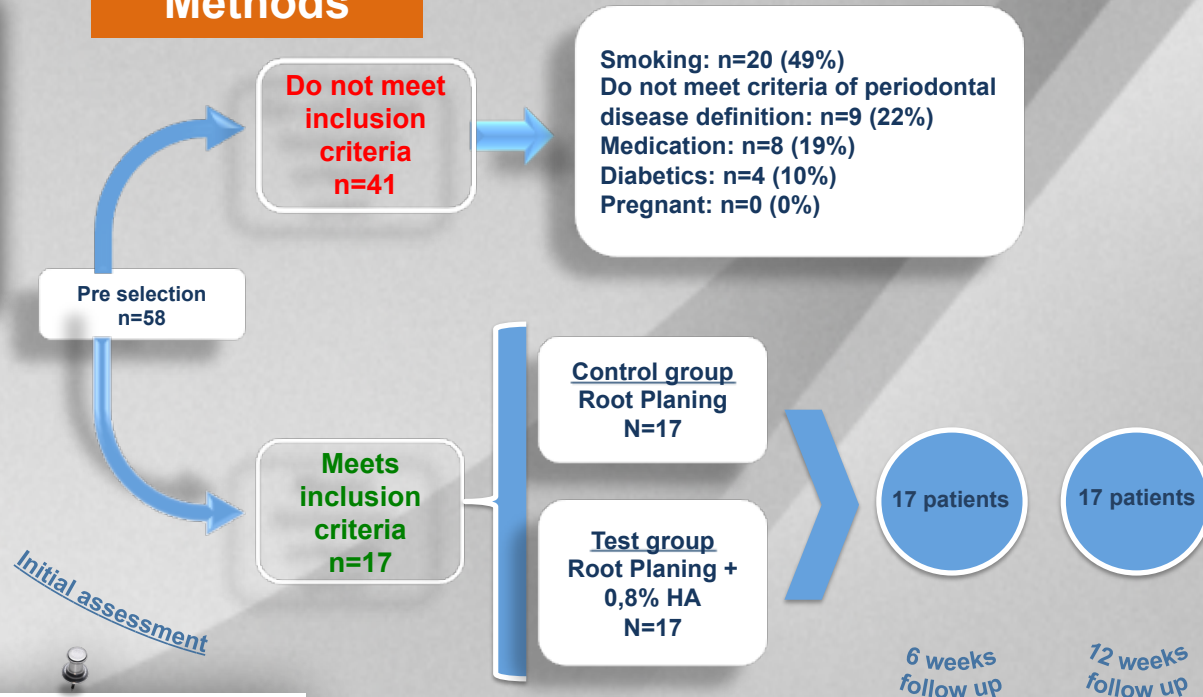 Methods
Do not meet
inclusion
criteria
n=41
Smoking: n=20 (49%)
Do not meet criteria of periodontal
disease definition: n=9 (22%)
Medication: n=8 (19%)
Diabetics: n=4 (10%)
Pregnant: n=0 (0%)
Pre selection
n=58
Meets
inclusion
criteria
n=17
Control group
Root Planing
N=17
Test group
Root Planing +
0,8% HA
N=17
17 patients
17 patients
Initial assessment
6 weeks
follow up
12 weeks
follow up